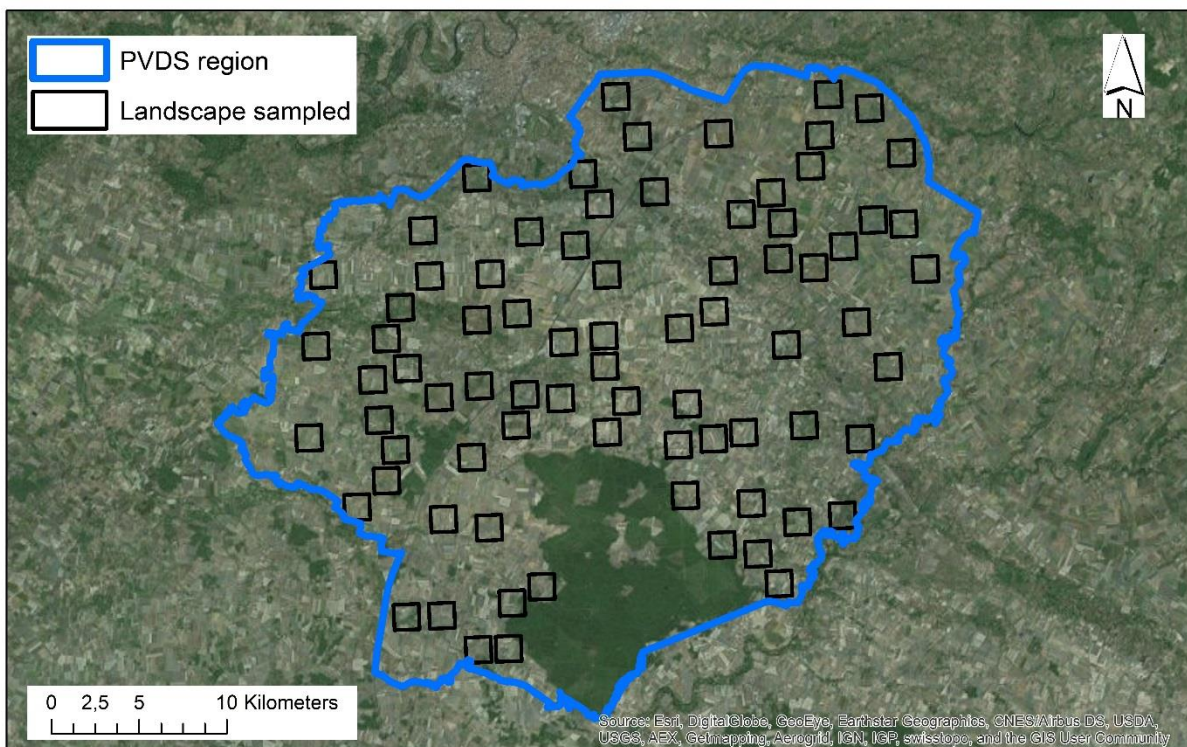 PVDS region
Landscape sampled
N
0 2,5 5 10 Kilometers
Source: Esri, DigitalGlobe, GeoEye, Earthstar Geographics, CNES/Airbus DS, USDA,
USGS, AEX, Getmapping, Aerogrid, IGN, IGP, swisstopo, and the GIS User Community